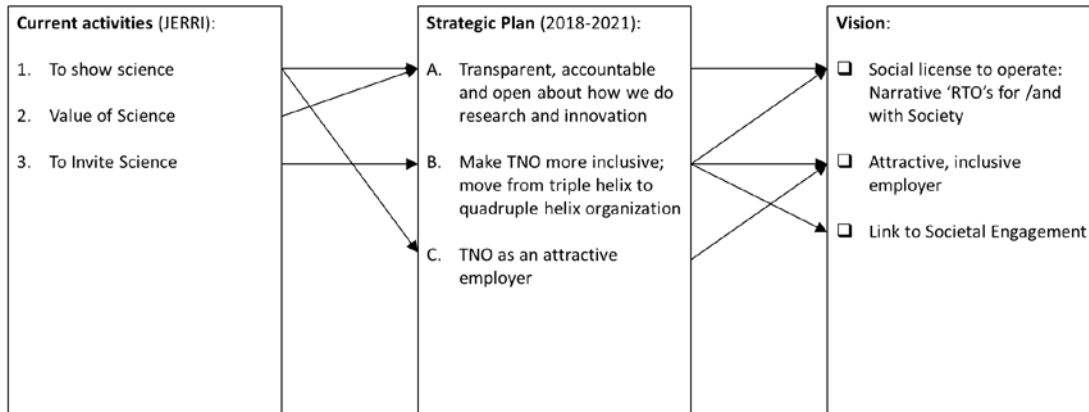 Current activities (JERRI):
1. To show science
2. Value of Science
3. To Invite Science
Strategic Plan (2018-2021):
A. Transparent, accountable
and open about how we do
research and innovation
B. Make TNO more inclusive;
move from triple helix to
quadruple helix organization
C. TNO as an attractive
employer
Vision:
Social license to operate:
Narrative ‘RTO’s for /and
with Society
Attractive, inclusive
employer
Link to Societal Engagement